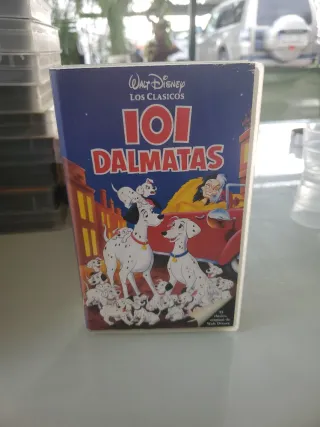 Walt Disney
LOS CLASICOS
101
DALMATAS